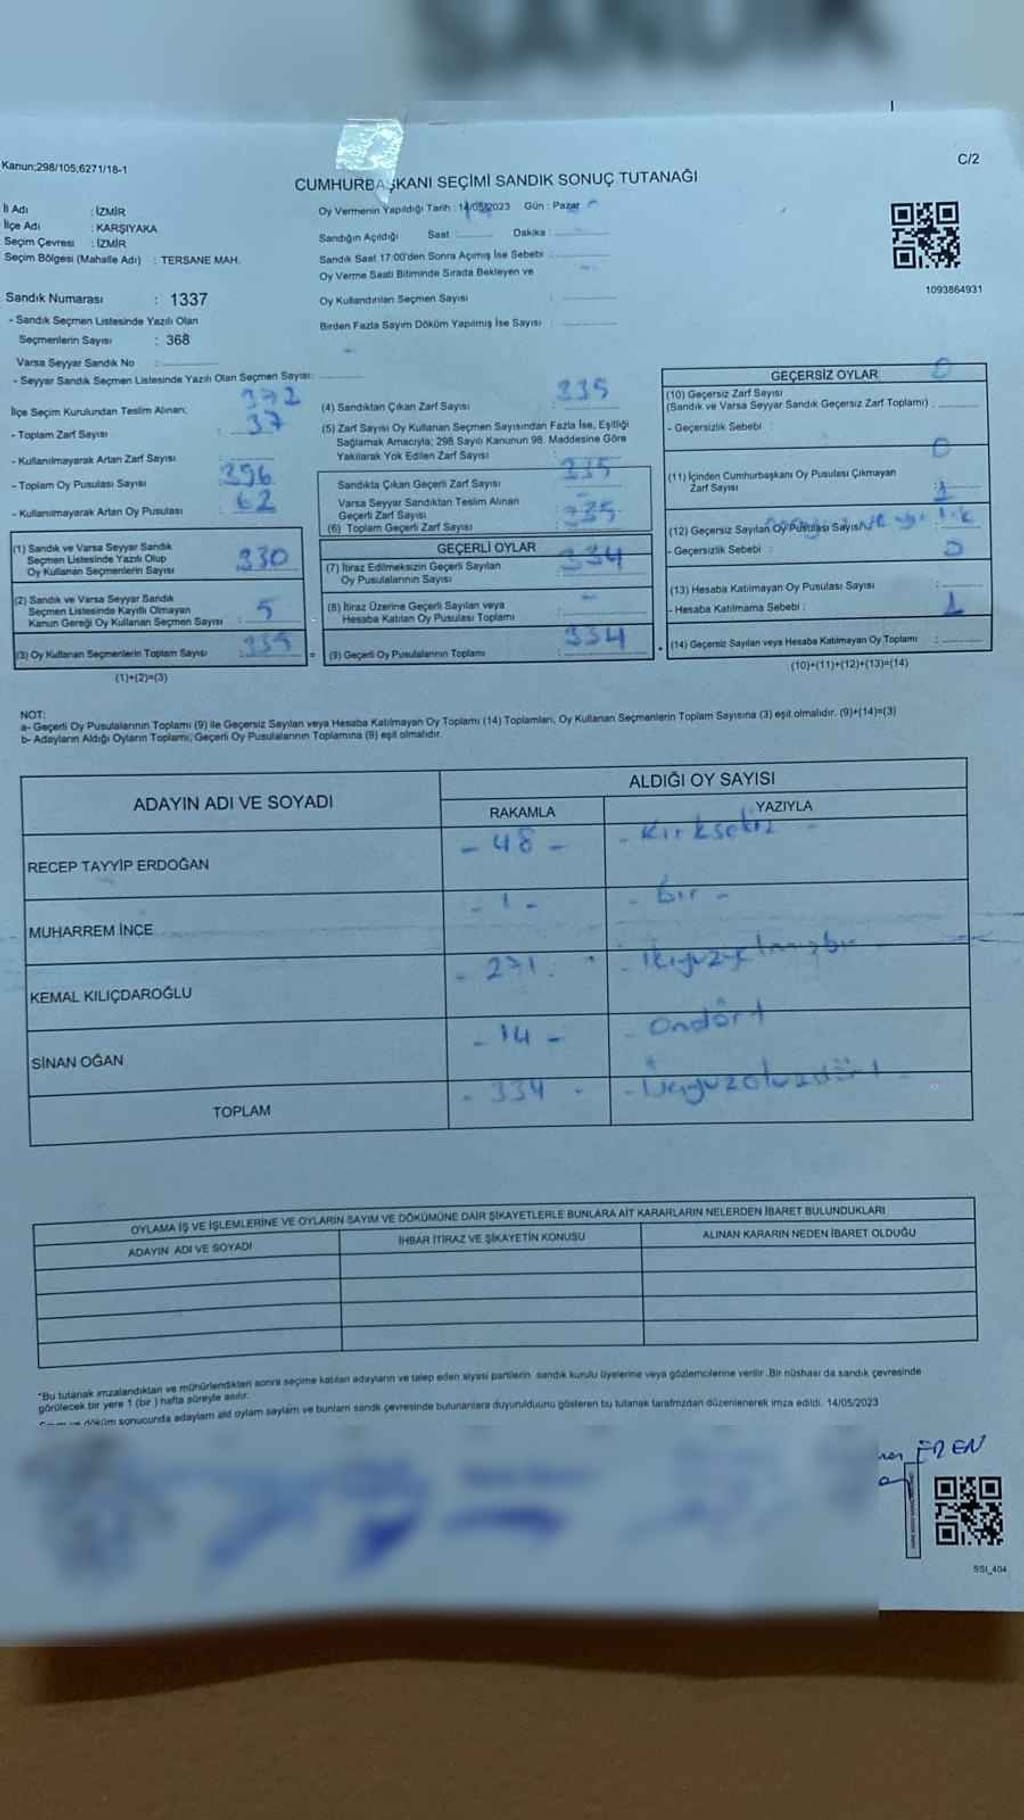 SANDIK
Kanun;298/105;6271/18-1
C/2
CUMHURBAŞKANI SEÇİMİ SANDIK SONUÇ TUTANAĞI
İl Adı : İZMİR
İlçe Adı : KARŞIYAKA
Seçim Çevresi : İZMİR
Seçim Bölgesi (Mahalle Adı) : TERSANE MAH.
Sandık Numarası : 1337
- Sandık Seçmen Listesinde Yazılı Olan
Seçmenlerin Sayısı : 368
Varsa Seyyar Sandık No :
- Seyyar Sandık Seçmen Listesinde Yazılı Olan Seçmen Sayısı:
Oy Vermenin Yapıldığı Tarih : 14/05/2023 Gün : Pazar
Sandığın Açıldığı Saat : Dakika :
Sandık Saat 17:00'den Sonra Açılmış İse Sebebi :
Oy Verme Saati Bitiminde Sırada Bekleyen ve
Oy Kullandırılan Seçmen Sayısı :
Birden Fazla Sayım Döküm Yapılmış İse Sayısı :
1093864931
İlçe Seçim Kurulundan Teslim Alınan;
- Toplam Zarf Sayısı : 372
- Kullanılmayarak Artan Zarf Sayısı : 37
- Toplam Oy Pusulası Sayısı : 396
- Kullanılmayarak Artan Oy Pusulası : 62
(1) Sandık ve Varsa Seyyar Sandık
Seçmen Listesinde Yazılı Olup
Oy Kullanan Seçmenlerin Sayısı : 330
(2) Sandık ve Varsa Seyyar Sandık
Seçmen Listesinde Kayıtlı Olmayan
Kanun Gereği Oy Kullanan Seçmen Sayısı : 5
(3) Oy Kullanan Seçmenlerin Toplam Sayısı : 335
(1)+(2)=(3)
(4) Sandıktan Çıkan Zarf Sayısı : 335
(5) Zarf Sayısı Oy Kullanan Seçmen Sayısından Fazla İse, Eşitliği
Sağlamak Amacıyla; 298 Sayılı Kanunun 98. Maddesine Göre
Yakılarak Yok Edilen Zarf Sayısı :
Sandıkta Çıkan Geçerli Zarf Sayısı : 335
Varsa Seyyar Sandıktan Teslim Alınan
Geçerli Zarf Sayısı : -
(6) Toplam Geçerli Zarf Sayısı : 335
GEÇERLİ OYLAR
(7) İtiraz Edilmeksizin Geçerli Sayılan
Oy Pusulalarının Sayısı : 334
(8) İtiraz Üzerine Geçerli Sayılan veya
Hesaba Katılan Oy Pusulası Toplamı : -
(9) Geçerli Oy Pusulalarının Toplamı : 334
GEÇERSİZ OYLAR
(10) Geçersiz Zarf Sayısı
(Sandık ve Varsa Seyyar Sandık Geçersiz Zarf Toplamı) : 0
- Geçersizlik Sebebi :
(11) İçinden Cumhurbaşkanı Oy Pusulası Çıkmayan
Zarf Sayısı : 0
(12) Geçersiz Sayılan Oy Pusulası Sayısı : 1
- Geçersizlik Sebebi :
(13) Hesaba Katılmayan Oy Pusulası Sayısı : 0
- Hesaba Katılmama Sebebi :
(14) Geçersiz Sayılan veya Hesaba Katılmayan Oy Toplamı : 1
(10)+(11)+(12)+(13)=(14)
NOT:
a- Geçerli Oy Pusulalarının Toplamı (9) ile Geçersiz Sayılan veya Hesaba Katılmayan Oy Toplamı (14) Toplamları, Oy Kullanan Seçmenlerin Toplam Sayısına (3) eşit olmalıdır. (9)+(14)=(3)
b- Adayların Aldığı Oyların Toplamı, Geçerli Oy Pusulalarının Toplamına (9) eşit olmalıdır.
ADAYIN ADI VE SOYADI ALDIĞI OY SAYISI
RAKAMLA YAZIYLA
RECEP TAYYİP ERDOĞAN - 48 - - Kırksekiz -
MUHARREM İNCE - 1 - - Bir -
KEMAL KILIÇDAROĞLU - 271 - - İkiyüzyetmişbir
SİNAN OĞAN - 14 - - Ondört
TOPLAM - 334 - - Üçyüzotuzdört
OYLAMA İŞ VE İŞLEMLERİNE VE OYLARIN SAYIM VE DÖKÜMÜNE DAİR ŞİKAYETLERLE BUNLARA AİT KARARLARIN NELERDEN İBARET BULUNDUKLARI
ADAYIN ADI VE SOYADI İHBAR İTİRAZ VE ŞİKAYETİN KONUSU ALINAN KARARIN NEDEN İBARET OLDUĞU
*Bu tutanak imzalandıktan ve mühürlendikten sonra seçime katılan adayların ve talep eden siyasi partilerin sandık kurulu üyelerine veya gözlemcilerine verilir. Bir nüshası da sandık çevresinde
görülecek bir yere 1 (bir) hafta süreyle asılır.
döküm sonucunda adayların aldığı oyların sayıları ve bunların sandık çevresinde bulunanlara duyurulduğunu gösteren bu tutanak tarafımızdan düzenlenerek imza edildi. 14/05/2023
EREN
SSI_404